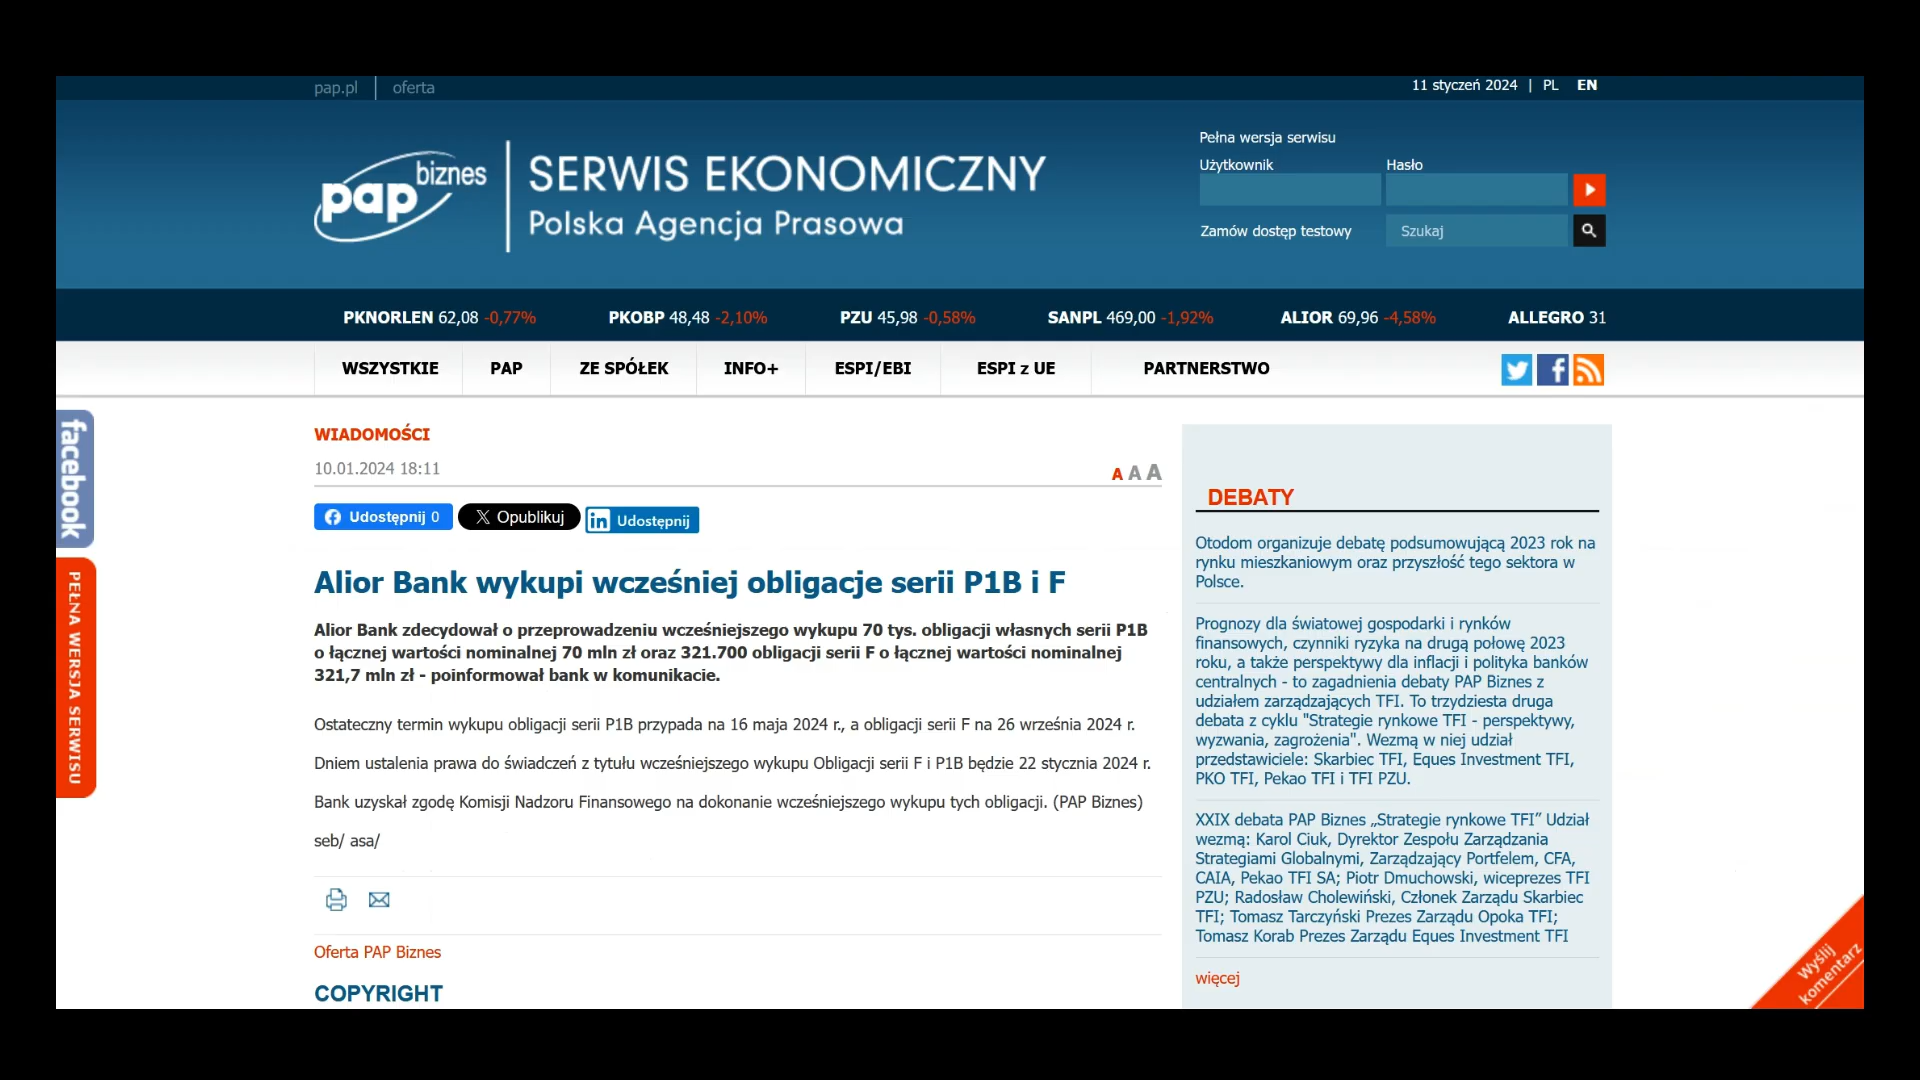 pap.pl
oferta
11 styczeń 2024 | PL EN
pap biznes
SERWIS EKONOMICZNY
Polska Agencja Prasowa
Pełna wersja serwisu
Użytkownik
Hasło
Zamów dostęp testowy
Szukaj
PKNORLEN 62,08 -0,77%
PKOBP 48,48 -2,10%
PZU 45,98 -0,58%
SANPL 469,00 -1,92%
ALIOR 69,96 -4,58%
ALLEGRO 31
WSZYSTKIE
PAP
ZE SPÓŁEK
INFO+
ESPI/EBI
ESPI z UE
PARTNERSTWO
facebook
PEŁNA WERSJA SERWISU
WIADOMOŚCI
10.01.2024 18:11
A A A
Udostępnij 0
Opublikuj
Udostępnij
Alior Bank wykupi wcześniej obligacje serii P1B i F
Alior Bank zdecydował o przeprowadzeniu wcześniejszego wykupu 70 tys. obligacji własnych serii P1B
o łącznej wartości nominalnej 70 mln zł oraz 321.700 obligacji serii F o łącznej wartości nominalnej
321,7 mln zł - poinformował bank w komunikacie.
Ostateczny termin wykupu obligacji serii P1B przypada na 16 maja 2024 r., a obligacji serii F na 26 września 2024 r.
Dniem ustalenia prawa do świadczeń z tytułu wcześniejszego wykupu Obligacji serii F i P1B będzie 22 stycznia 2024 r.
Bank uzyskał zgodę Komisji Nadzoru Finansowego na dokonanie wcześniejszego wykupu tych obligacji. (PAP Biznes)
seb/ asa/
Oferta PAP Biznes
COPYRIGHT
DEBATY
Otodom organizuje debatę podsumowującą 2023 rok na
rynku mieszkaniowym oraz przyszłość tego sektora w
Polsce.
Prognozy dla światowej gospodarki i rynków
finansowych, czynniki ryzyka na drugą połowę 2023
roku, a także perspektywy dla inflacji i polityka banków
centralnych - to zagadnienia debaty PAP Biznes z
udziałem zarządzających TFI. To trzydziesta druga
debata z cyklu "Strategie rynkowe TFI - perspektywy,
wyzwania, zagrożenia". Wezmą w niej udział
przedstawiciele: Skarbiec TFI, Eques Investment TFI,
PKO TFI, Pekao TFI i TFI PZU.
XXIX debata PAP Biznes „Strategie rynkowe TFI” Udział
wezmą: Karol Ciuk, Dyrektor Zespołu Zarządzania
Strategiami Globalnymi, Zarządzający Portfelem, CFA,
CAIA, Pekao TFI SA; Piotr Dmuchowski, wiceprezes TFI
PZU; Radosław Cholewiński, Członek Zarządu Skarbiec
TFI; Tomasz Tarczyński Prezes Zarządu Opoka TFI;
Tomasz Korab Prezes Zarządu Eques Investment TFI
więcej
Wyślij
komentarz